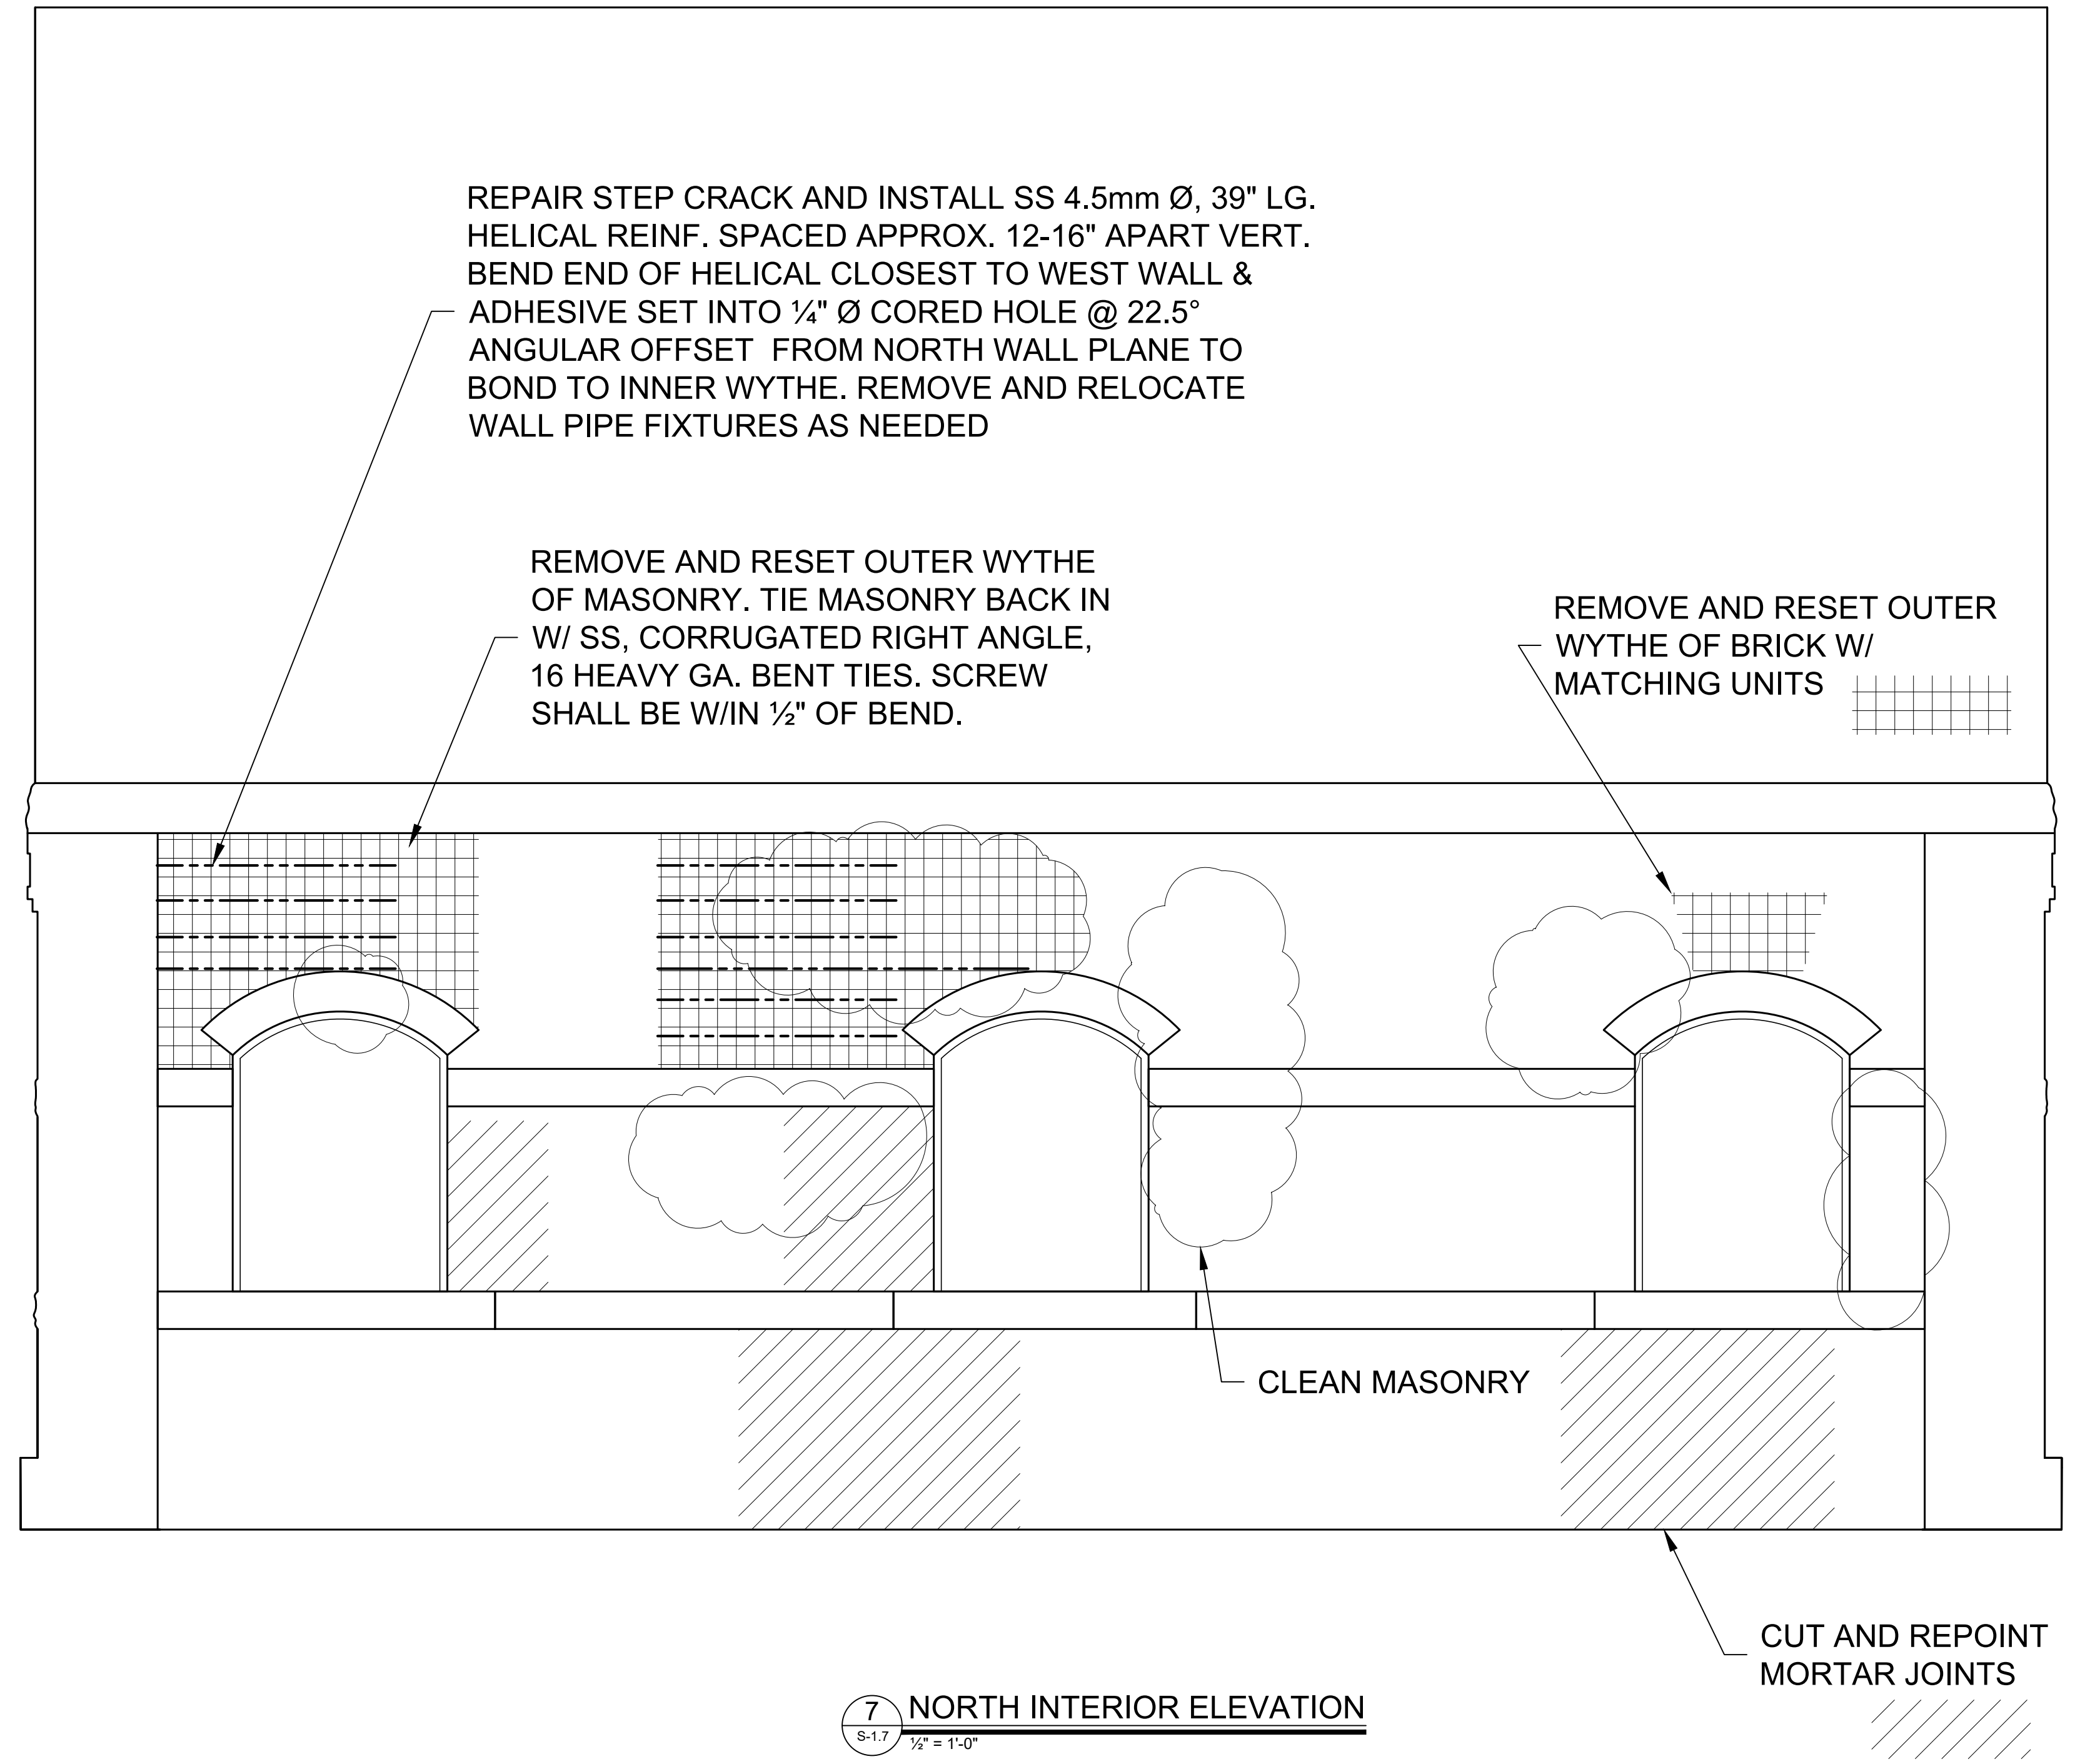 REPAIR STEP CRACK AND INSTALL SS 4.5mm Ø, 39" LG.
HELICAL REINF. SPACED APPROX. 12-16" APART VERT.
BEND END OF HELICAL CLOSEST TO WEST WALL &
ADHESIVE SET INTO ¼" Ø CORED HOLE @ 22.5°
ANGULAR OFFSET FROM NORTH WALL PLANE TO
BOND TO INNER WYTHE. REMOVE AND RELOCATE
WALL PIPE FIXTURES AS NEEDED
REMOVE AND RESET OUTER WYTHE
OF MASONRY. TIE MASONRY BACK IN
W/ SS, CORRUGATED RIGHT ANGLE,
16 HEAVY GA. BENT TIES. SCREW
SHALL BE W/IN ½" OF BEND.
REMOVE AND RESET OUTER
WYTHE OF BRICK W/
MATCHING UNITS
CLEAN MASONRY
CUT AND REPOINT
MORTAR JOINTS
7
S-1.7
NORTH INTERIOR ELEVATION
½" = 1'-0"